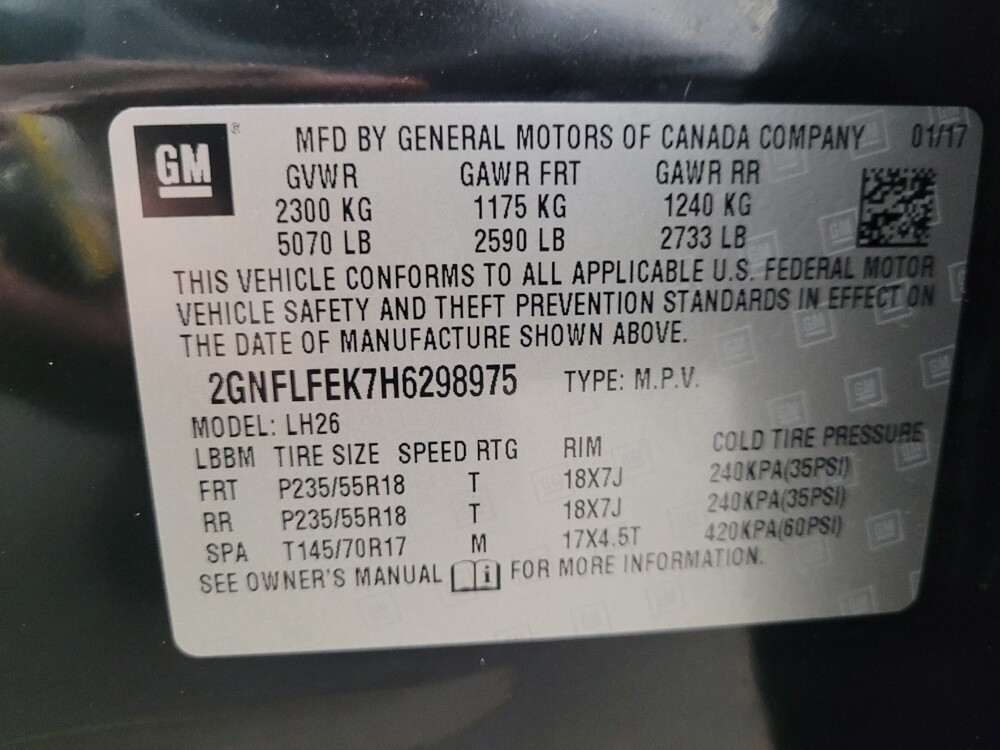 GM ® MFD BY GENERAL MOTORS OF CANADA COMPANY 01/17
GVWR GAWR FRT GAWR RR
2300 KG 1175 KG 1240 KG
5070 LB 2590 LB 2733 LB
THIS VEHICLE CONFORMS TO ALL APPLICABLE U.S. FEDERAL MOTOR
VEHICLE SAFETY AND THEFT PREVENTION STANDARDS IN EFFECT ON
THE DATE OF MANUFACTURE SHOWN ABOVE.
2GNFLFEK7H6298975 TYPE: M.P.V.
MODEL: LH26
LBBM TIRE SIZE SPEED RTG RIM COLD TIRE PRESSURE
FRT P235/55R18 T 18X7J 240KPA(35PSI)
RR P235/55R18 T 18X7J 240KPA(35PSI)
SPA T145/70R17 M 17X4.5T 420KPA(60PSI)
SEE OWNER'S MANUAL i FOR MORE INFORMATION.